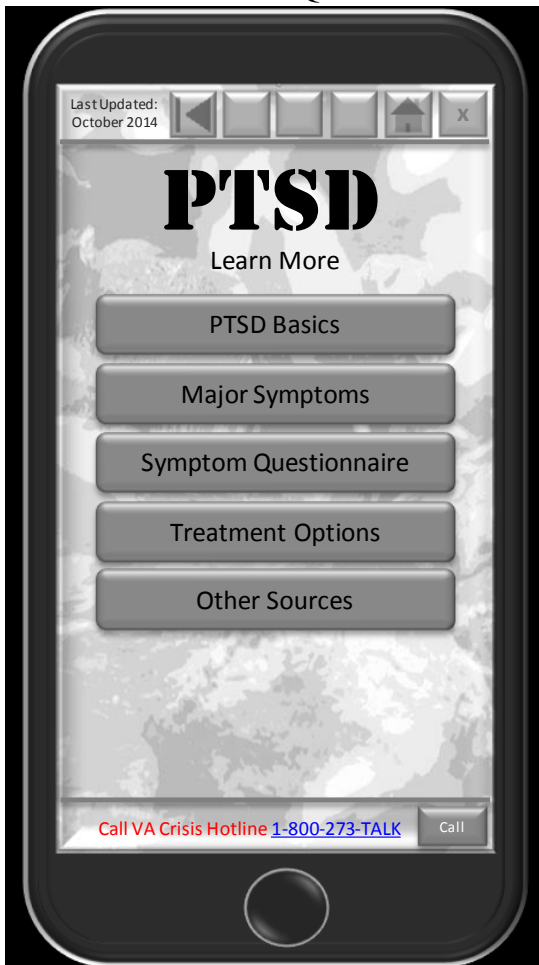 Last Updated:
October 2014
X
PTSD
Learn More
PTSD Basics
Major Symptoms
Symptom Questionnaire
Treatment Options
Other Sources
Call VA Crisis Hotline 1-800-273-TALK
Call